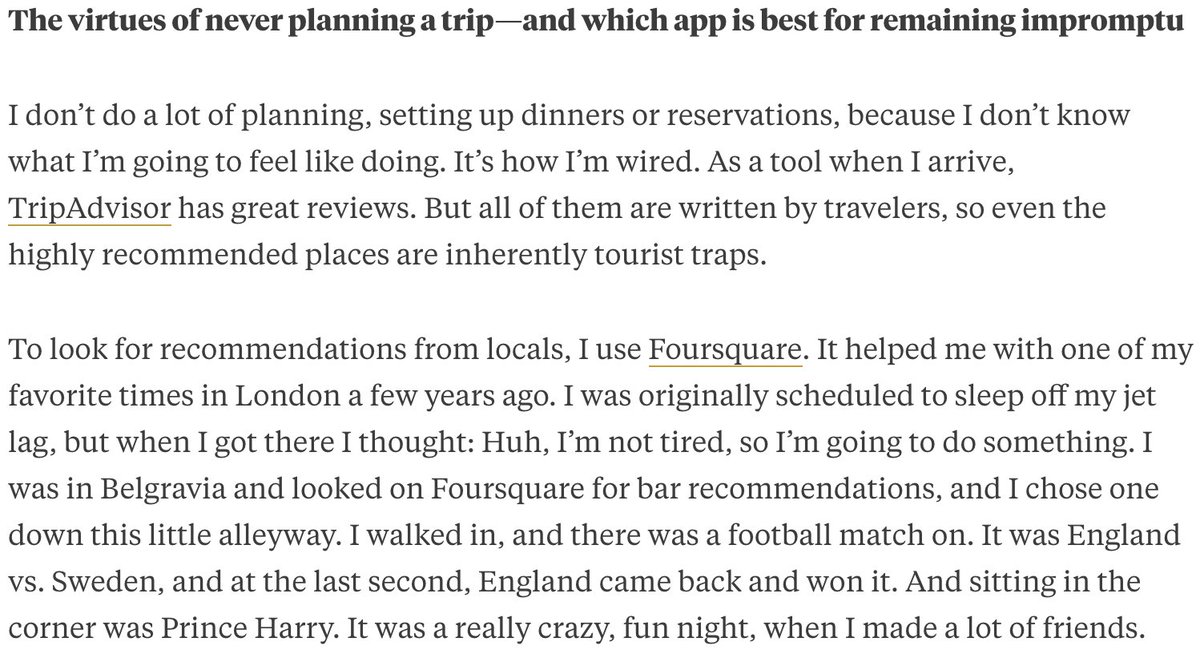 The virtues of never planning a trip—and which app is best for remaining impromptu
I don’t do a lot of planning, setting up dinners or reservations, because I don’t know
what I’m going to feel like doing. It’s how I’m wired. As a tool when I arrive,
TripAdvisor has great reviews. But all of them are written by travelers, so even the
highly recommended places are inherently tourist traps.
To look for recommendations from locals, I use Foursquare. It helped me with one of my
favorite times in London a few years ago. I was originally scheduled to sleep off my jet
lag, but when I got there I thought: Huh, I’m not tired, so I’m going to do something. I
was in Belgravia and looked on Foursquare for bar recommendations, and I chose one
down this little alleyway. I walked in, and there was a football match on. It was England
vs. Sweden, and at the last second, England came back and won it. And sitting in the
corner was Prince Harry. It was a really crazy, fun night, when I made a lot of friends.